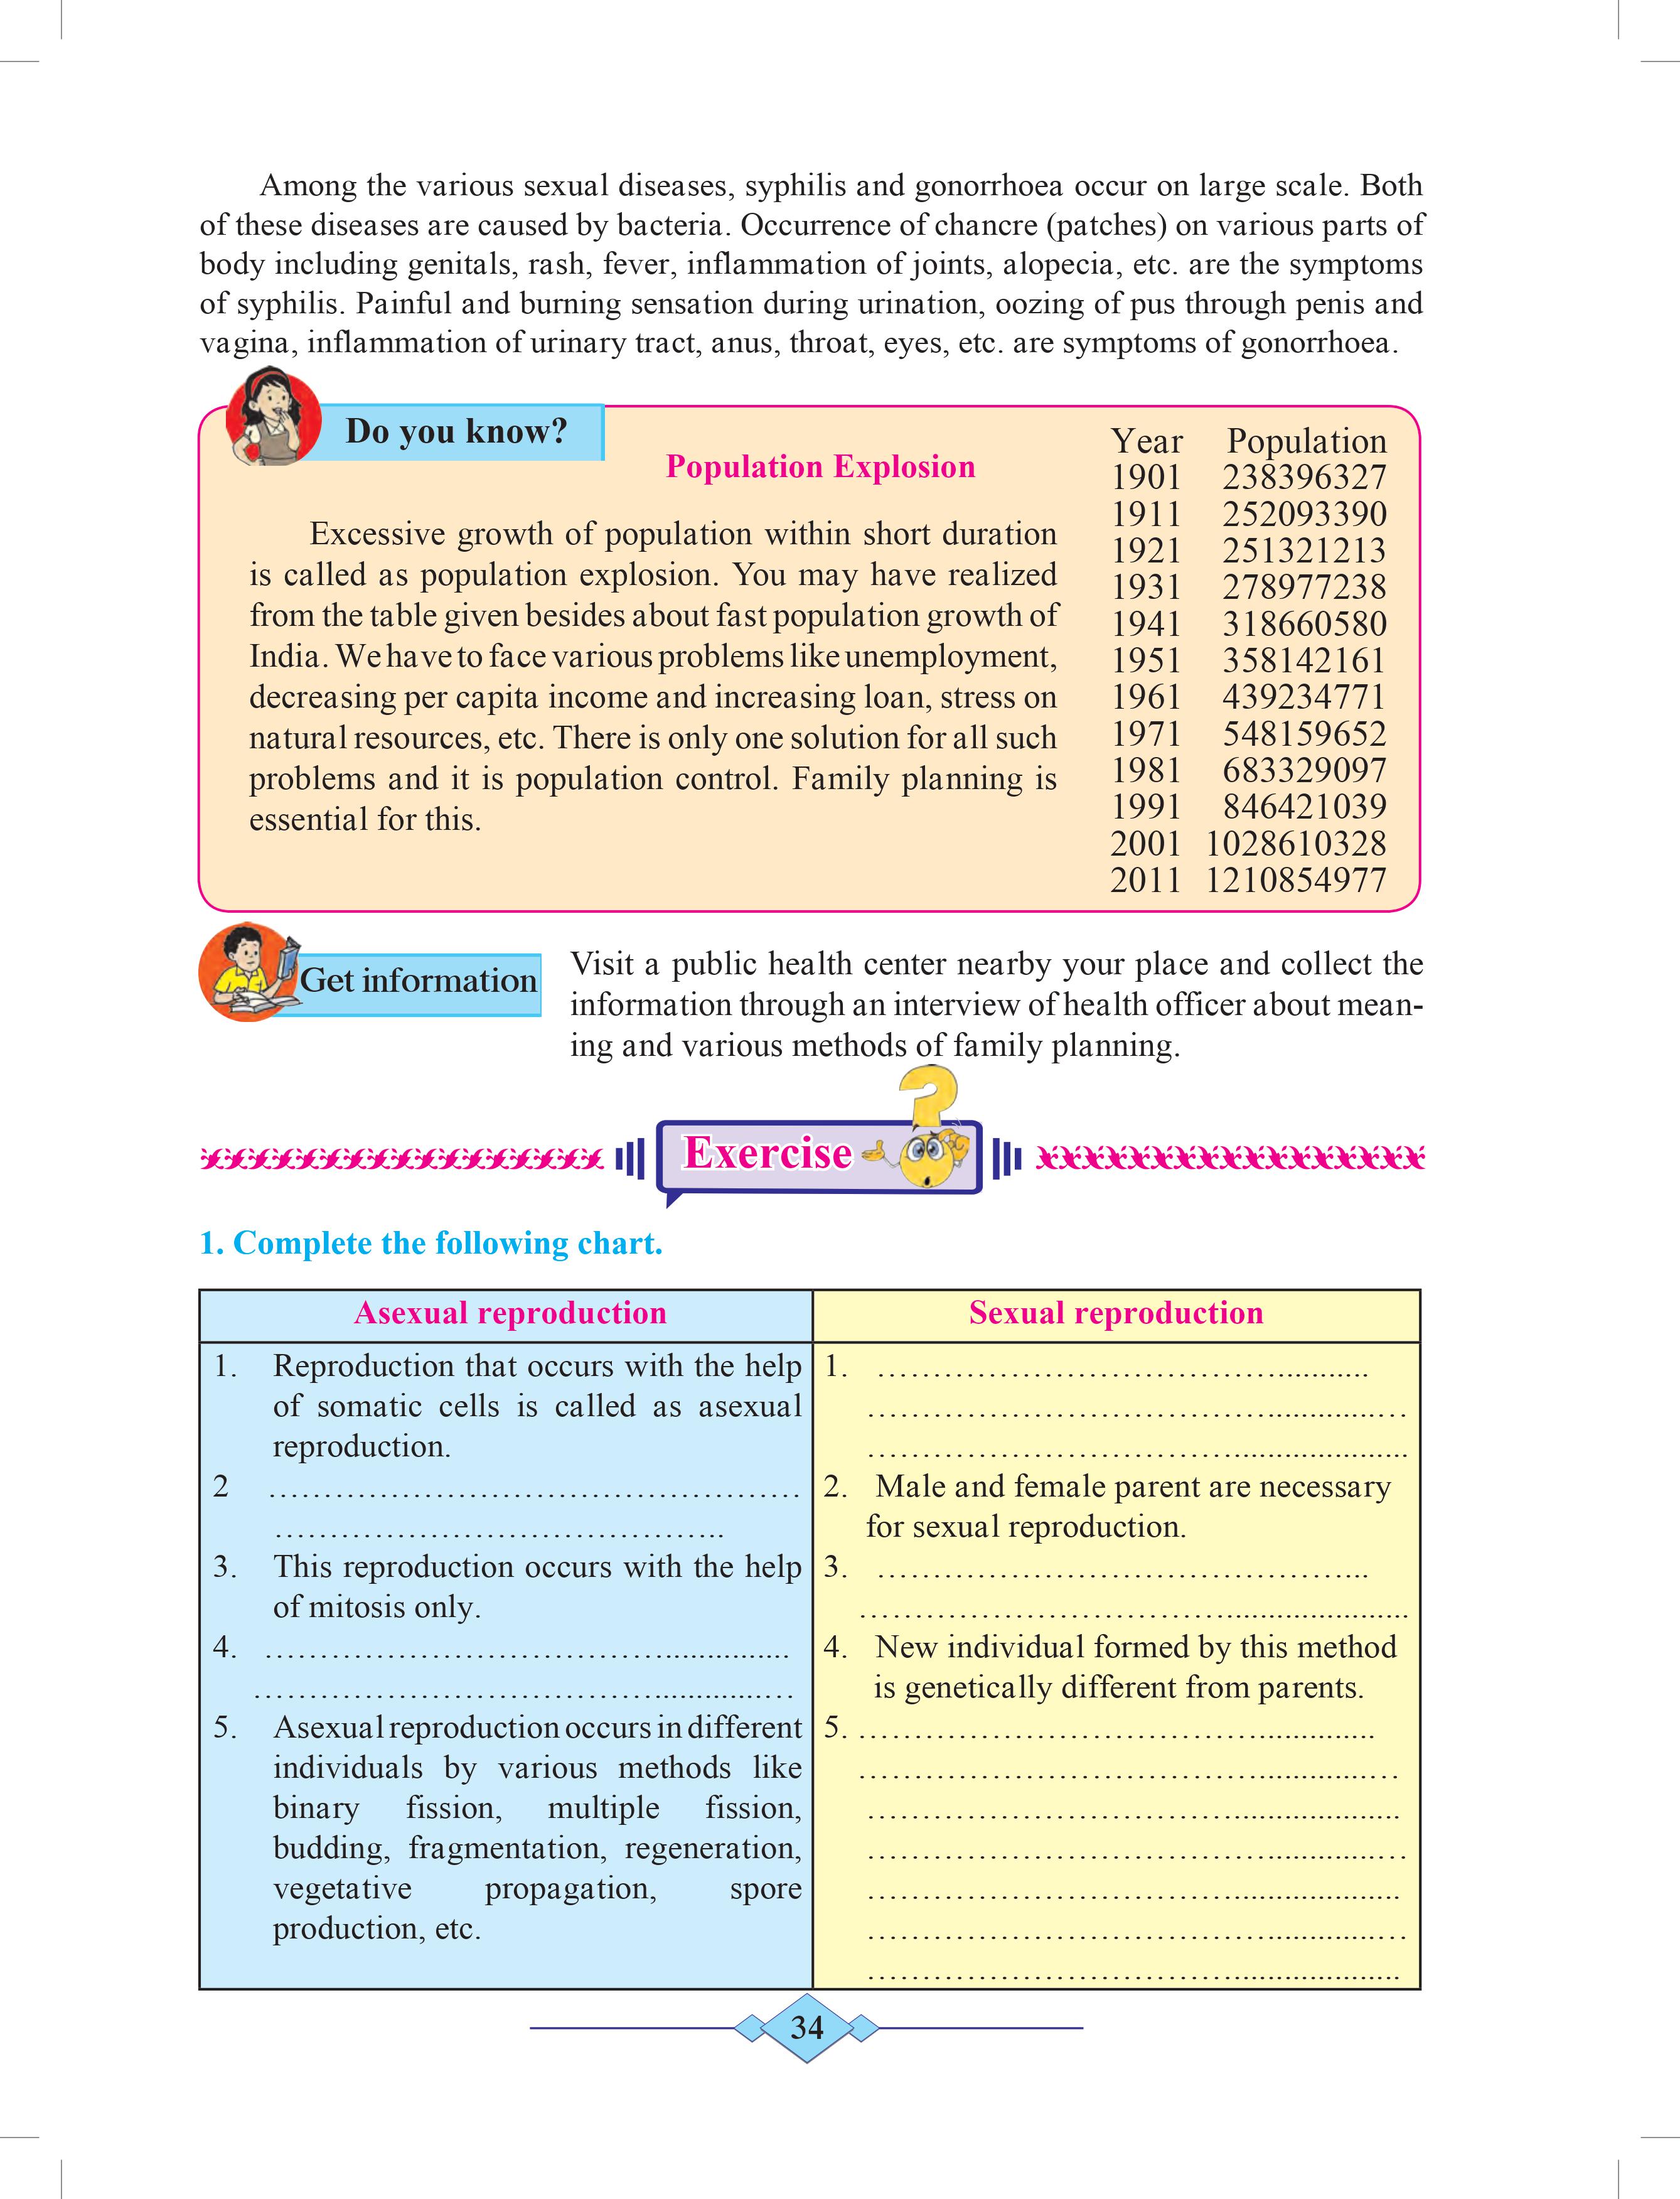 Among the various sexual diseases, syphilis and gonorrhoea occur on large scale. Both
of these diseases are caused by bacteria. Occurrence of chancre (patches) on various parts of
body including genitals, rash, fever, inflammation of joints, alopecia, etc. are the symptoms
of syphilis. Painful and burning sensation during urination, oozing of pus through penis and
vagina, inflammation of urinary tract, anus, throat, eyes, etc. are symptoms of gonorrhoea.
Do you know?
Population Explosion
Excessive growth of population within short duration
is called as population explosion. You may have realized
from the table given besides about fast population growth of
India. We have to face various problems like unemployment,
decreasing per capita income and increasing loan, stress on
natural resources, etc. There is only one solution for all such
problems and it is population control. Family planning is
essential for this.
Year Population
1901 238396327
1911 252093390
1921 251321213
1931 278977238
1941 318660580
1951 358142161
1961 439234771
1971 548159652
1981 683329097
1991 846421039
2001 1028610328
2011 1210854977
Get information
Visit a public health center nearby your place and collect the
information through an interview of health officer about mean-
ing and various methods of family planning.
Exercise
1. Complete the following chart.
Asexual reproduction
1. Reproduction that occurs with the help
of somatic cells is called as asexual
reproduction.
2 ................................................
........................................
3. This reproduction occurs with the help
of mitosis only.
4. ................................................
................................................
5. Asexual reproduction occurs in different
individuals by various methods like
binary fission, multiple fission,
budding, fragmentation, regeneration,
vegetative propagation, spore
production, etc.
Sexual reproduction
1. ................................................
................................................
................................................
2. Male and female parent are necessary
for sexual reproduction.
3. ................................................
................................................
4. New individual formed by this method
is genetically different from parents.
5. ................................................
................................................
................................................
................................................
................................................
................................................
................................................
34